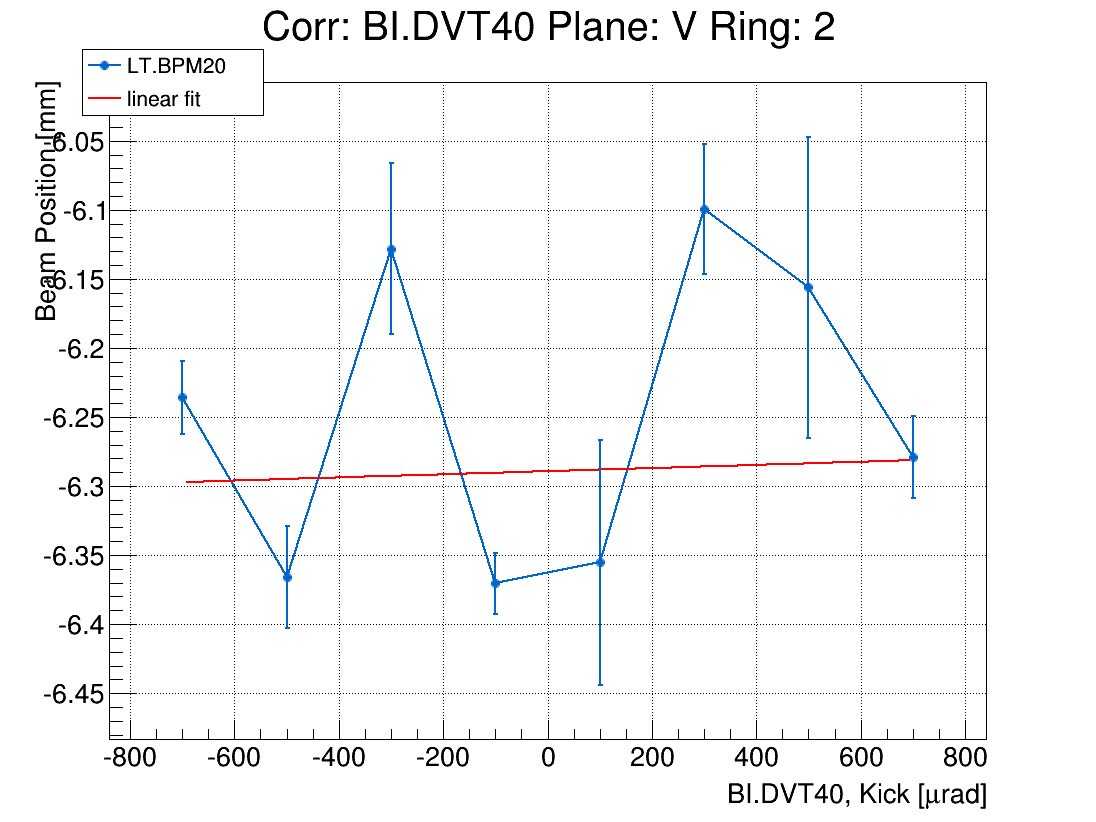 Corr: BI.DVT40 Plane: V Ring: 2
LT.BPM20
linear fit
Beam Position [mm]
-6.05
-6.1
-6.15
-6.2
-6.25
-6.3
-6.35
-6.4
-6.45
-800 -600 -400 -200 0 200 400 600 800
BI.DVT40, Kick [μrad]